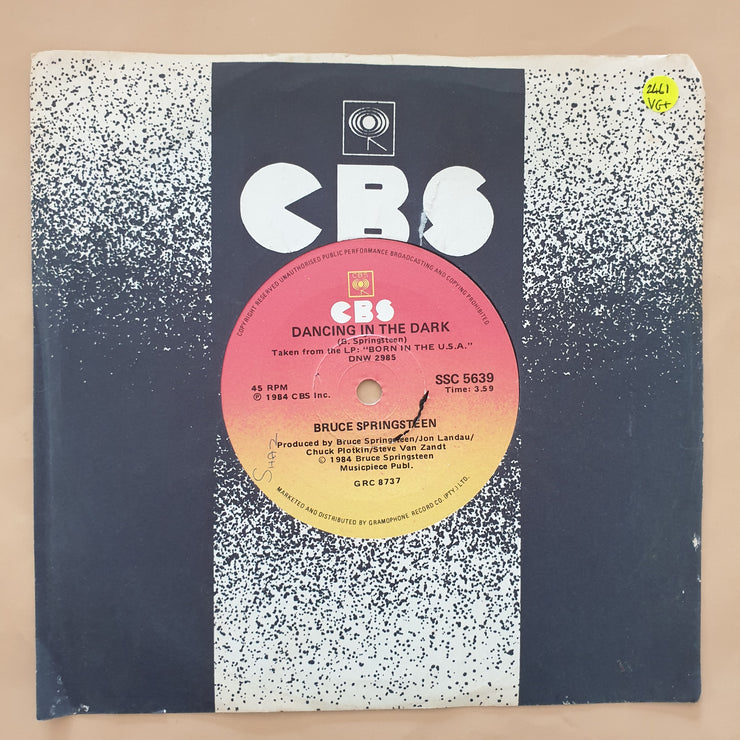 2461
VG+
CBS
COPYRIGHT RESERVED UNAUTHORISED PUBLIC PERFORMANCE BROADCASTING AND COPYING PROHIBITED
CBS
CBS
DANCING IN THE DARK
(B. Springsteen)
Taken from the LP: "BORN IN THE U.S.A."
DNW 2985
45 RPM
℗ 1984 CBS Inc.
SSC 5639
Time: 3.59
BRUCE SPRINGSTEEN
Produced by Bruce Springsteen/Jon Landau/
Chuck Plotkin/Steve Van Zandt
© 1984 Bruce Springsteen
Musicpiece Publ.
GRC 8737
SHAZ
MARKETED AND DISTRIBUTED BY GRAMOPHONE RECORD CO. (PTY.) LTD.